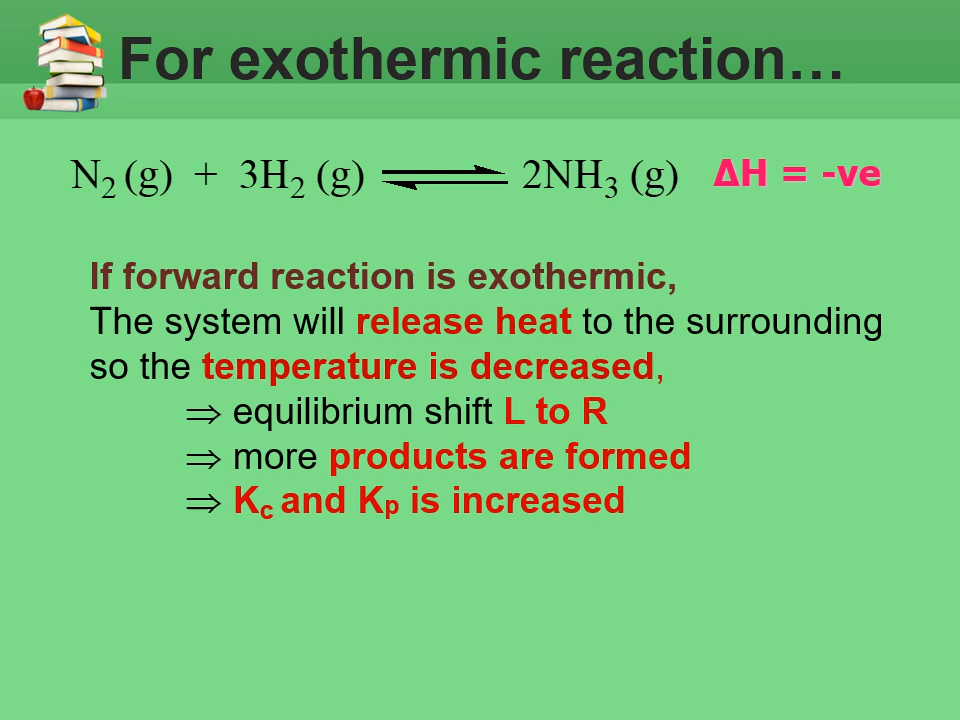 For exothermic reaction…
N₂ (g) + 3H₂ (g) ⇌ 2NH₃ (g) ΔH = -ve
If forward reaction is exothermic,
The system will release heat to the surrounding
so the temperature is decreased,
⇒ equilibrium shift L to R
⇒ more products are formed
⇒ Kc and Kp is increased